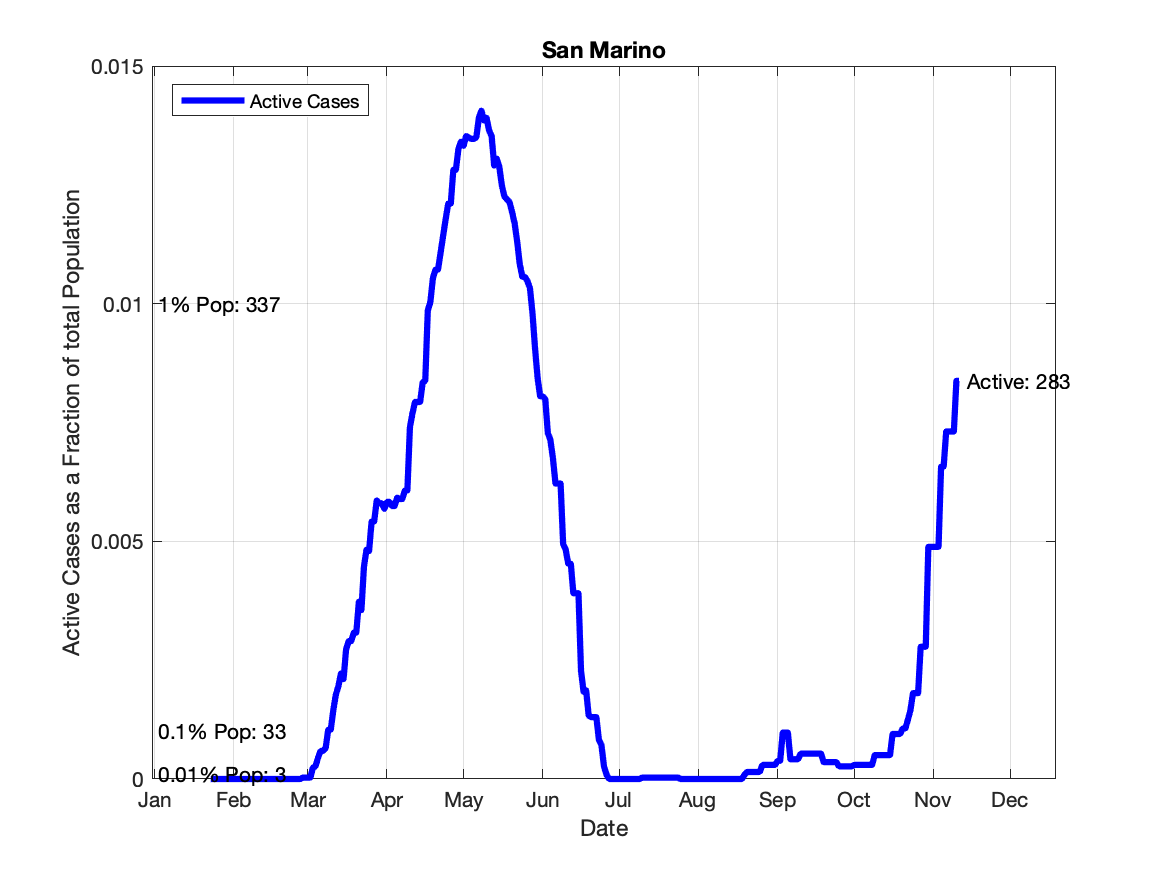 San Marino
0.015
Active Cases
Active Cases as a Fraction of total Population
0.01
1% Pop: 337
Active: 283
0.005
0.1% Pop: 33
0
0.01% Pop: 3
Jan Feb Mar Apr May Jun Jul Aug Sep Oct Nov Dec
Date